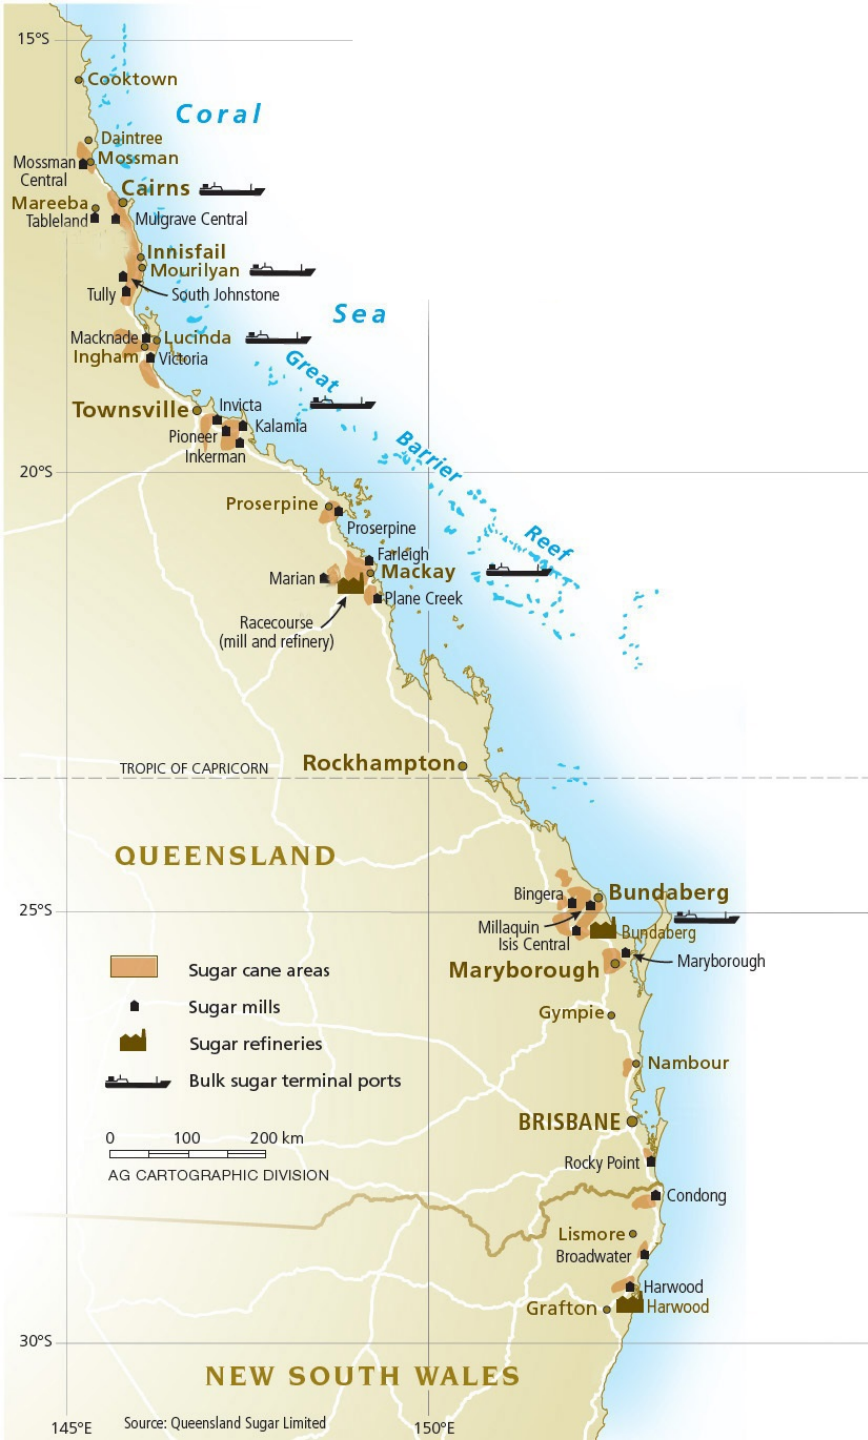 15°S
Cooktown
Coral
Daintree
Mossman
Mossman
Central
Cairns
Mareeba
Tableland
Mulgrave Central
Innisfail
Mourilyan
South Johnstone
Tully
Sea
Macknade
Lucinda
Ingham
Victoria
Great
Townsville
Invicta
Kalamia
Pioneer
Inkerman
Barrier
20°S
Proserpine
Proserpine
Reef
Farleigh
Marian
Mackay
Plane Creek
Racecourse
(mill and refinery)
Rockhampton
TROPIC OF CAPRICORN
QUEENSLAND
Bingera
Bundaberg
25°S
Millaquin
Isis Central
Bundaberg
Maryborough
Maryborough
Sugar cane areas
Sugar mills
Gympie
Sugar refineries
Nambour
Bulk sugar terminal ports
BRISBANE
0 100 200 km
AG CARTOGRAPHIC DIVISION
Rocky Point
Condong
Lismore
Broadwater
Harwood
Grafton
Harwood
30°S
NEW SOUTH WALES
145°E
Source: Queensland Sugar Limited
150°E